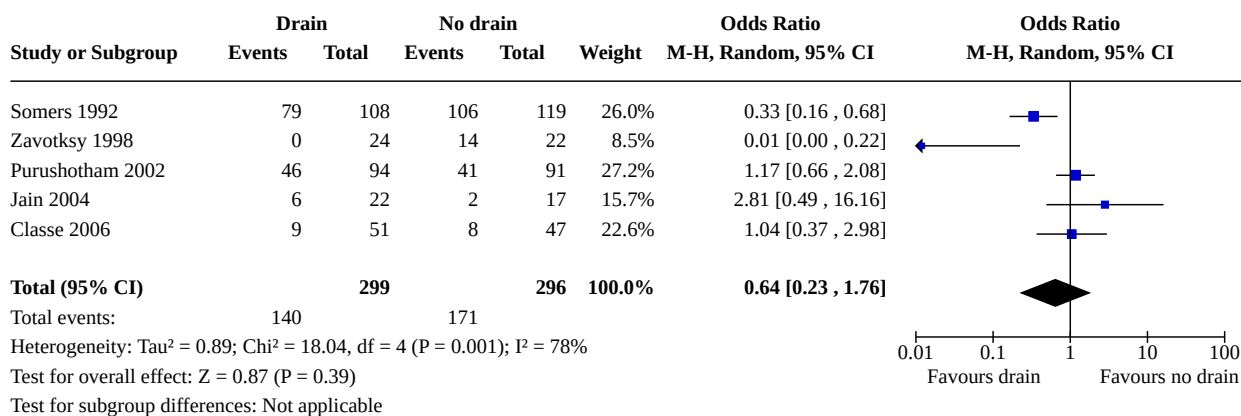 Drain No drain Odds Ratio Odds Ratio
Study or Subgroup Events Total Events Total Weight M-H, Random, 95% CI M-H, Random, 95% CI
Somers 1992 79 108 106 119 26.0% 0.33 [0.16 , 0.68]
Zavotksy 1998 0 24 14 22 8.5% 0.01 [0.00 , 0.22]
Purushotham 2002 46 94 41 91 27.2% 1.17 [0.66 , 2.08]
Jain 2004 6 22 2 17 15.7% 2.81 [0.49 , 16.16]
Classe 2006 9 51 8 47 22.6% 1.04 [0.37 , 2.98]
Total (95% CI) 299 296 100.0% 0.64 [0.23 , 1.76]
Total events: 140 171
Heterogeneity: Tau² = 0.89; Chi² = 18.04, df = 4 (P = 0.001); I² = 78% 0.01 0.1 1 10 100
Test for overall effect: Z = 0.87 (P = 0.39) Favours drain Favours no drain
Test for subgroup differences: Not applicable